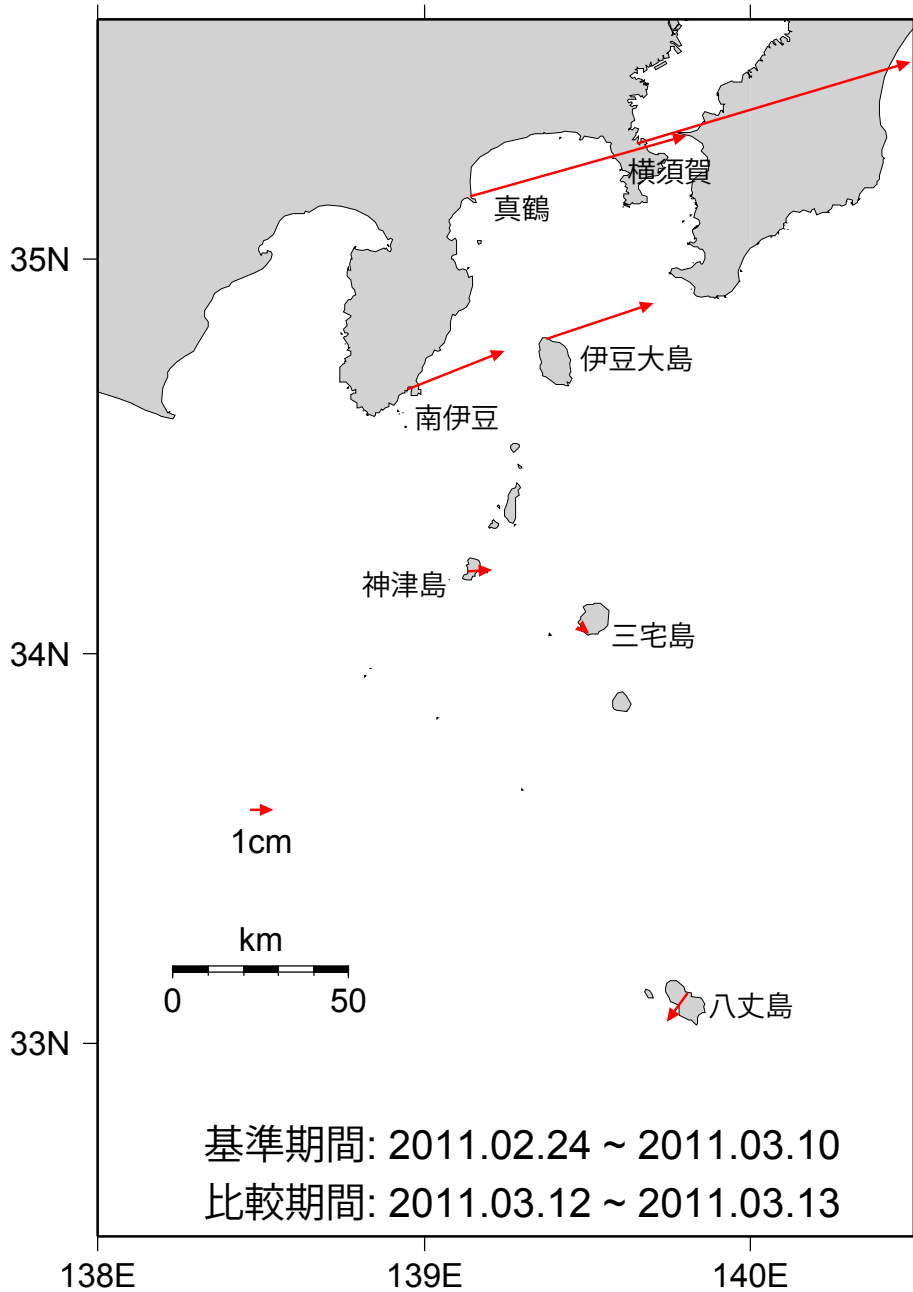 横須賀
真鶴
35N
伊豆大島
南伊豆
神津島
三宅島
34N
1cm
km
0 50
八丈島
33N
基準期間: 2011.02.24 ~ 2011.03.10
比較期間: 2011.03.12 ~ 2011.03.13
138E 139E 140E